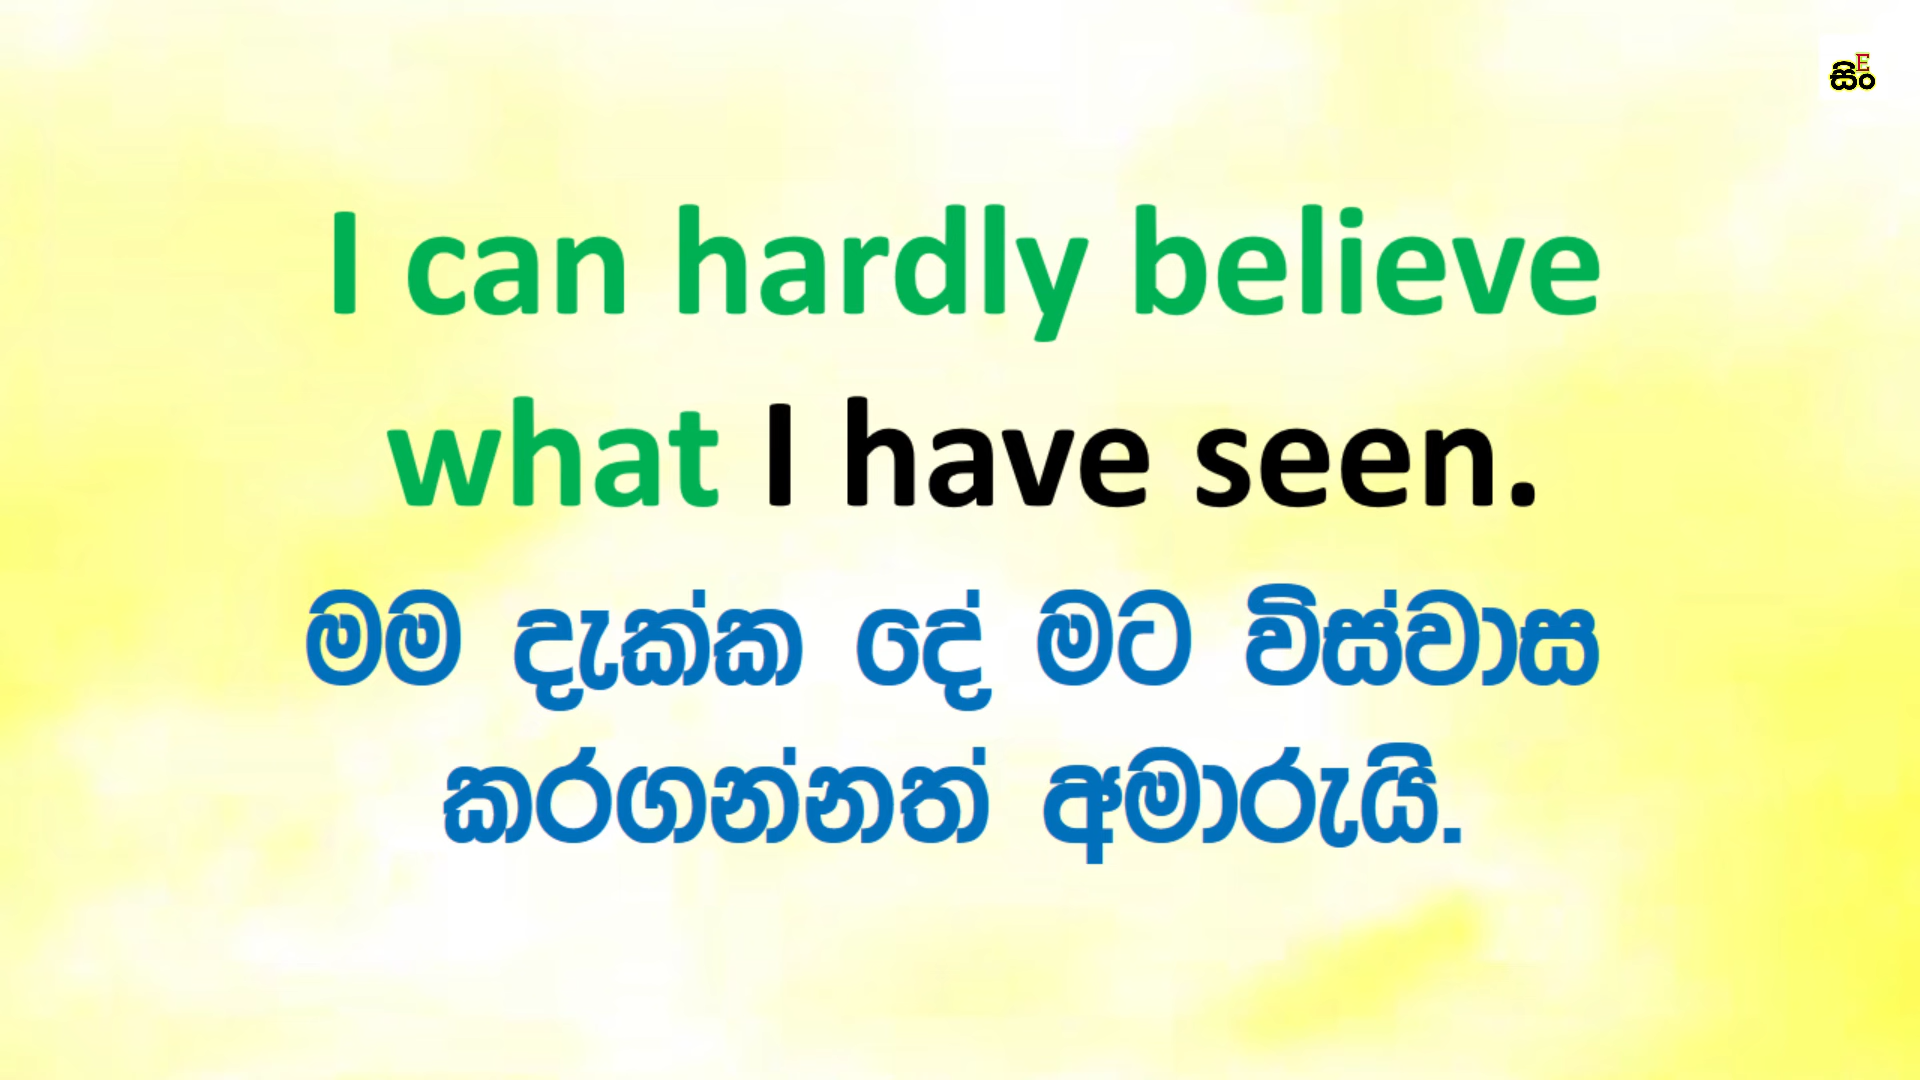 සිංE
I can hardly believe
what I have seen.
මම දැක්ක දේ මට විස්වාස
කරගන්නත් අමාරුයි.